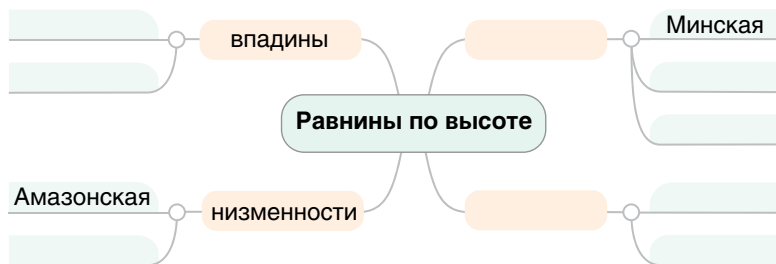 впадины
Минская
Равнины по высоте
Амазонская
низменности